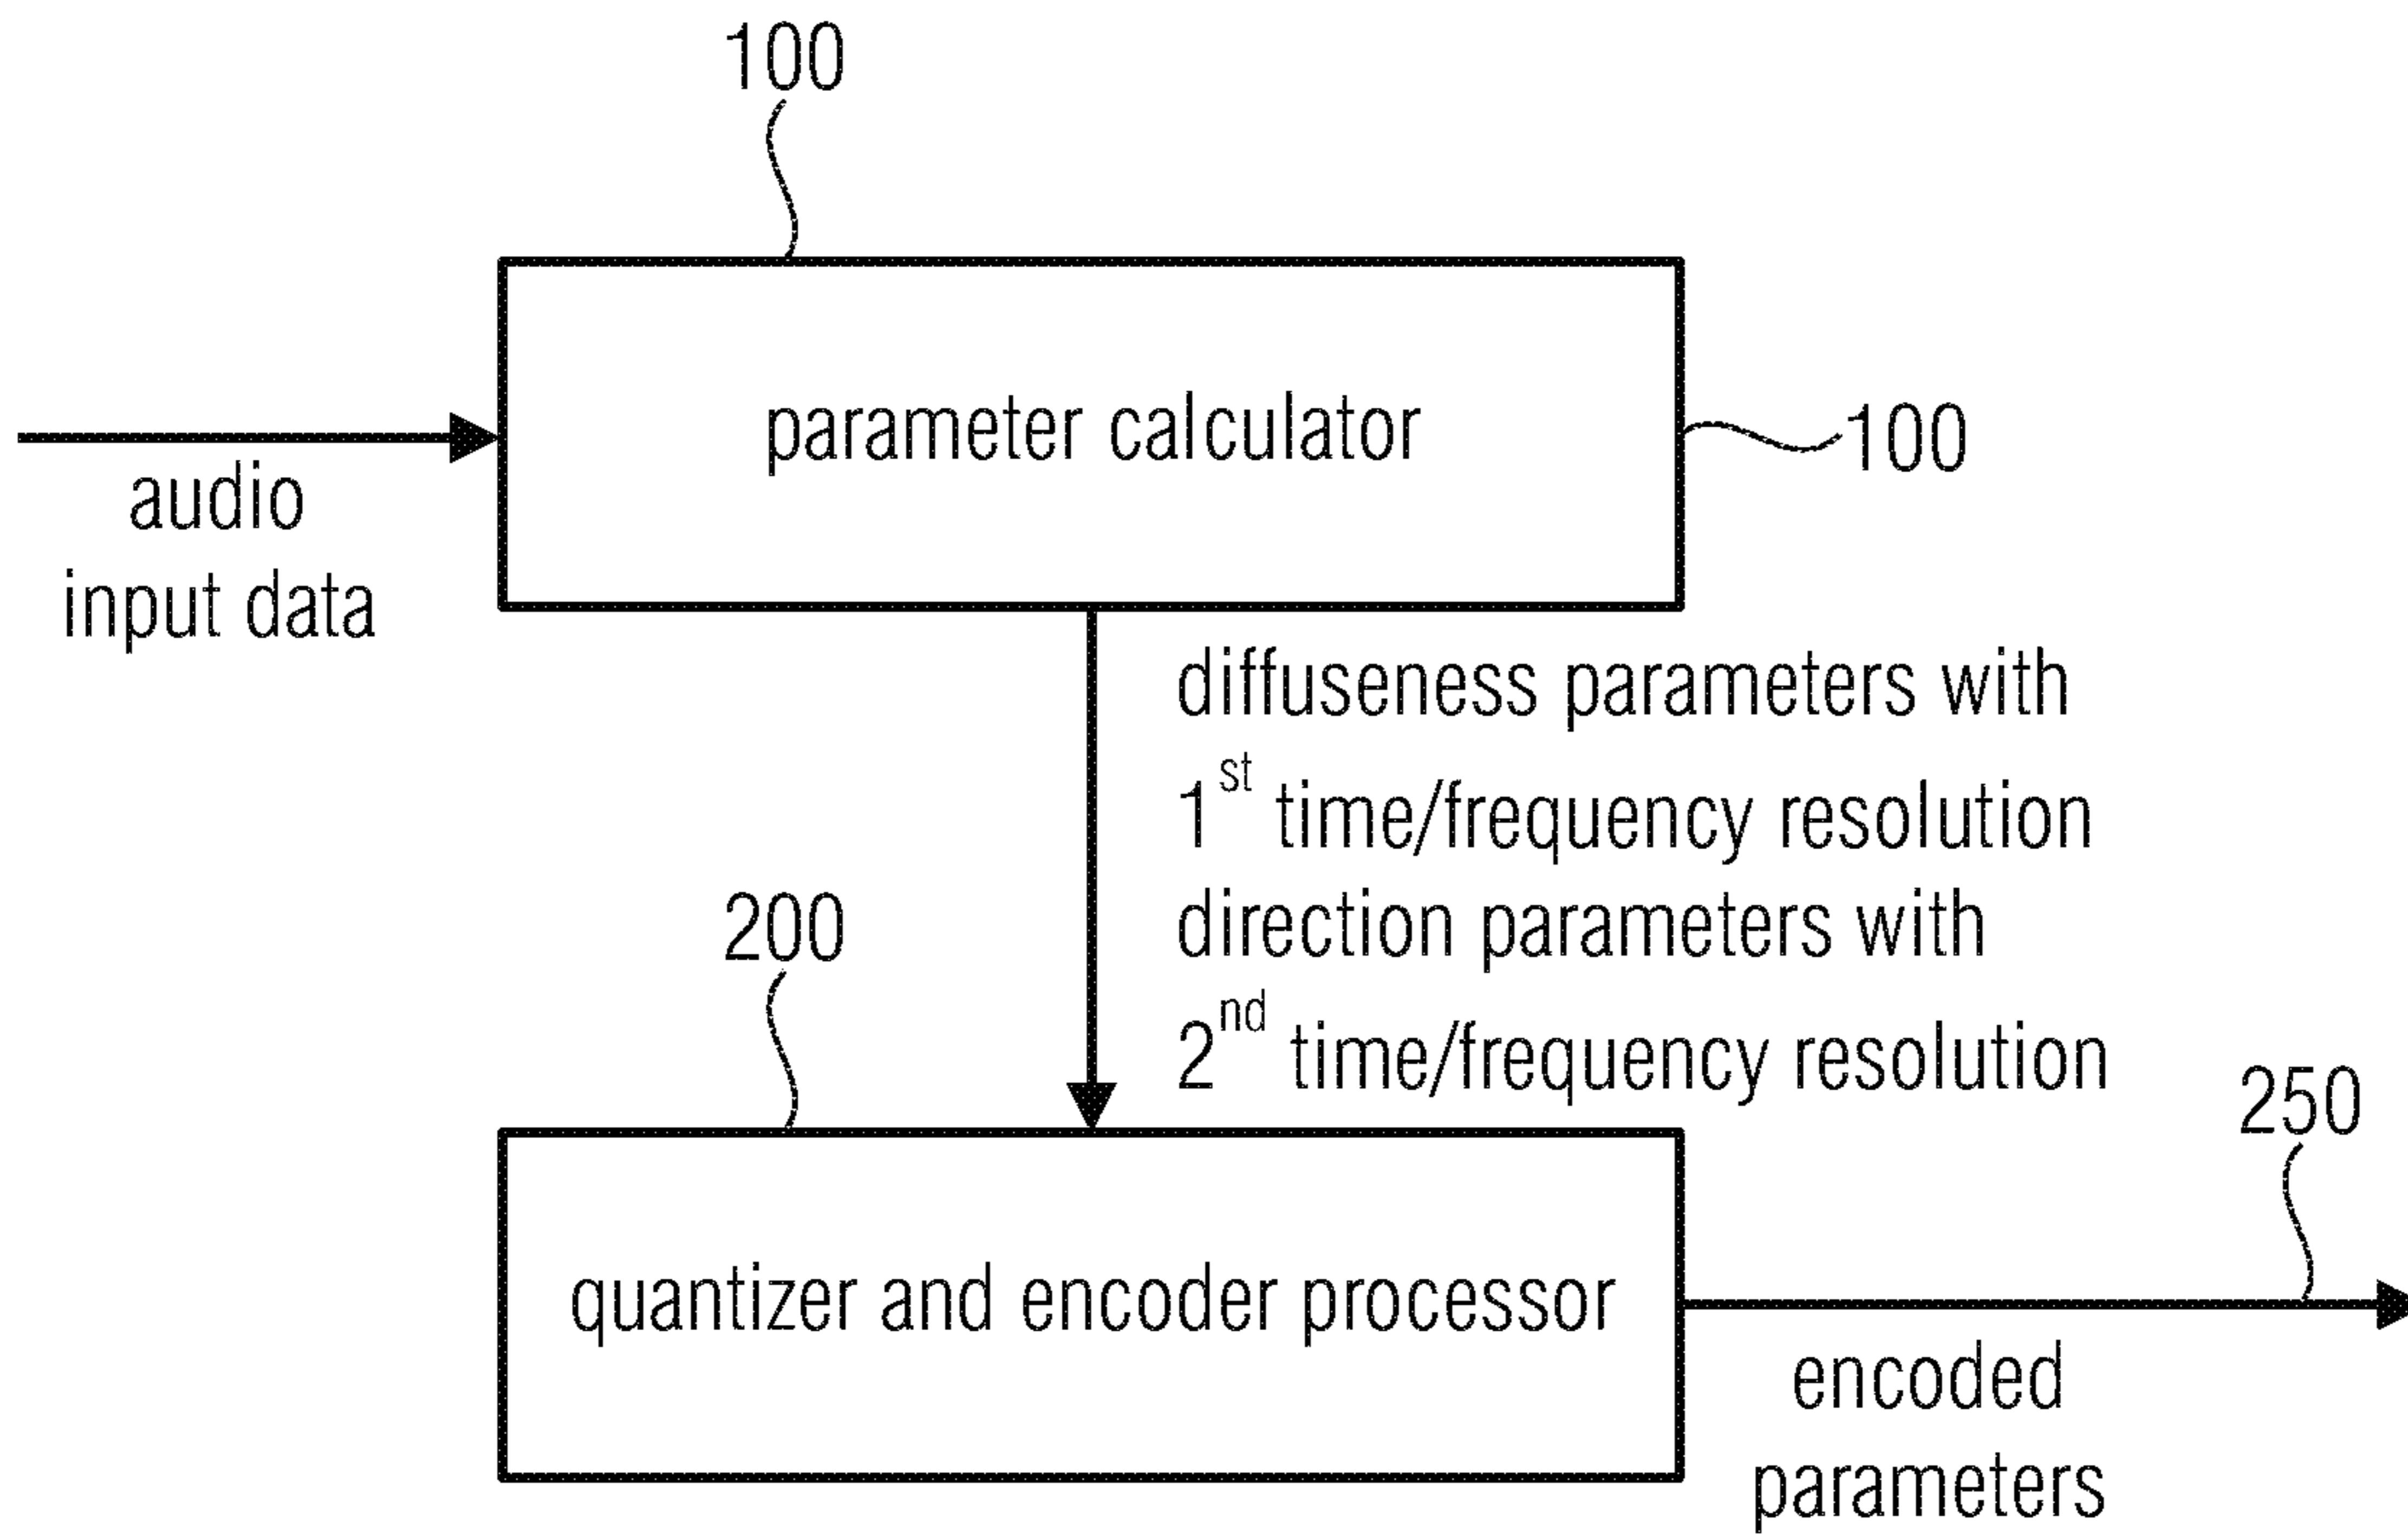 100
parameter calculator
100
audio
input data
diffuseness parameters with
1st time/frequency resolution
direction parameters with
2nd time/frequency resolution
200
250
quantizer and encoder processor
encoded
parameters